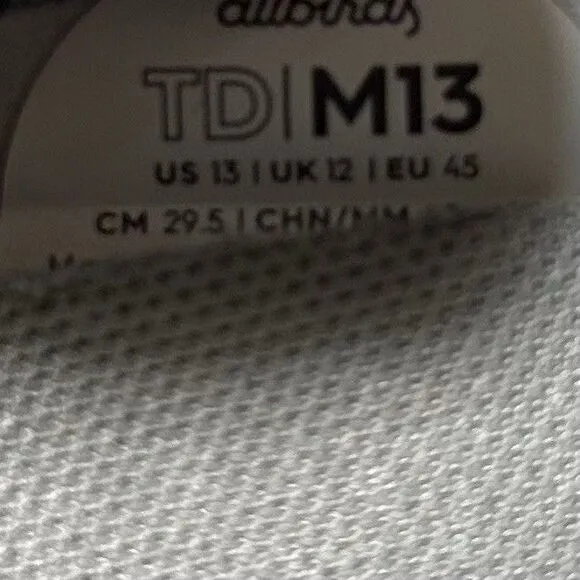 allbirds
TD|M13
US 13 | UK 12 | EU 45
CM 29.5 | CHN/MM